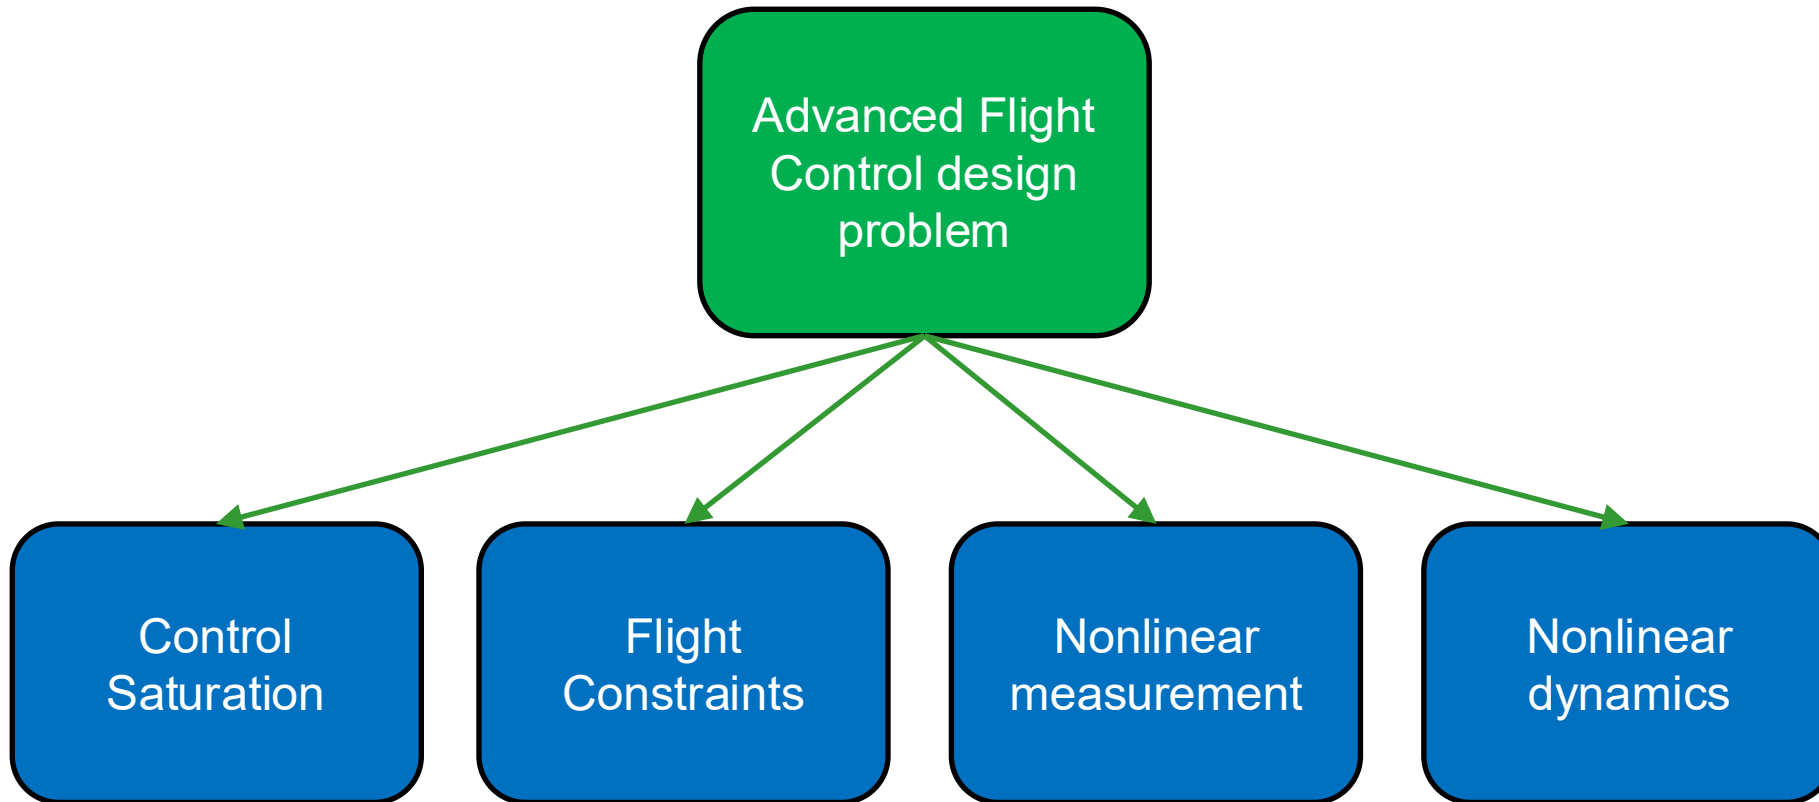 Advanced Flight
Control design
problem
Control
Saturation
Flight
Constraints
Nonlinear
measurement
Nonlinear
dynamics